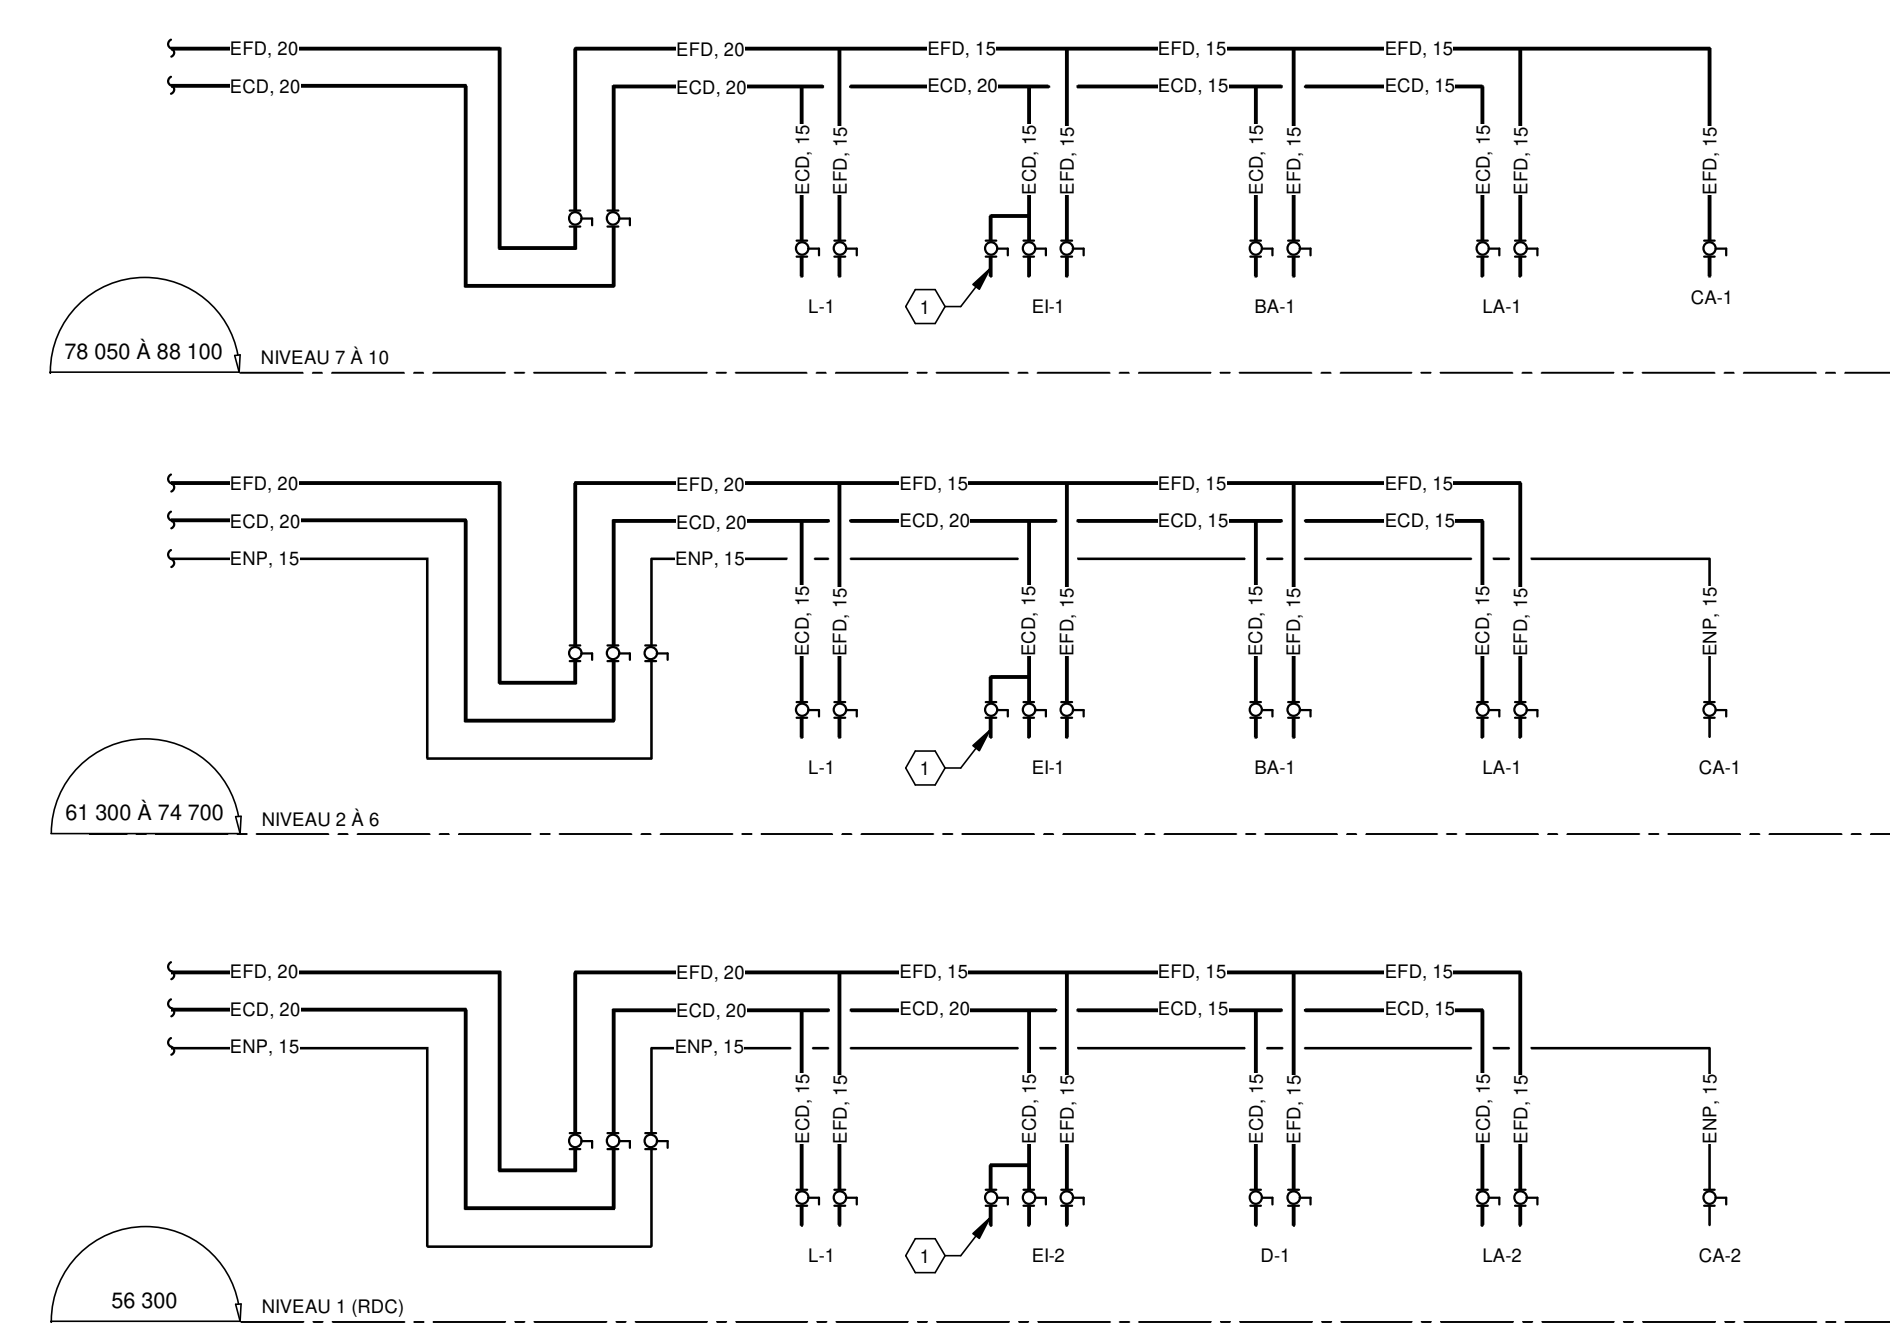 EFD, 20 EFD, 20 EFD, 15 EFD, 15 EFD, 15
ECD, 20 ECD, 20 ECD, 20 ECD, 15 ECD, 15
ECD, 15 EFD, 15 ECD, 15 EFD, 15 ECD, 15 EFD, 15 ECD, 15 EFD, 15 EFD, 15
L-1 1 EI-1 BA-1 LA-1 CA-1
78 050 À 88 100 NIVEAU 7 À 10
EFD, 20 EFD, 20 EFD, 15 EFD, 15 EFD, 15
ECD, 20 ECD, 20 ECD, 20 ECD, 15 ECD, 15
ENP, 15 ENP, 15
ECD, 15 EFD, 15 ECD, 15 EFD, 15 ECD, 15 EFD, 15 ECD, 15 EFD, 15 ENP, 15
L-1 1 EI-1 BA-1 LA-1 CA-1
61 300 À 74 700 NIVEAU 2 À 6
EFD, 20 EFD, 20 EFD, 15 EFD, 15 EFD, 15
ECD, 20 ECD, 20 ECD, 20 ECD, 15 ECD, 15
ENP, 15 ENP, 15
ECD, 15 EFD, 15 ECD, 15 EFD, 15 ECD, 15 EFD, 15 ECD, 15 EFD, 15 ENP, 15
L-1 1 EI-2 D-1 LA-2 CA-2
56 300 NIVEAU 1 (RDC)